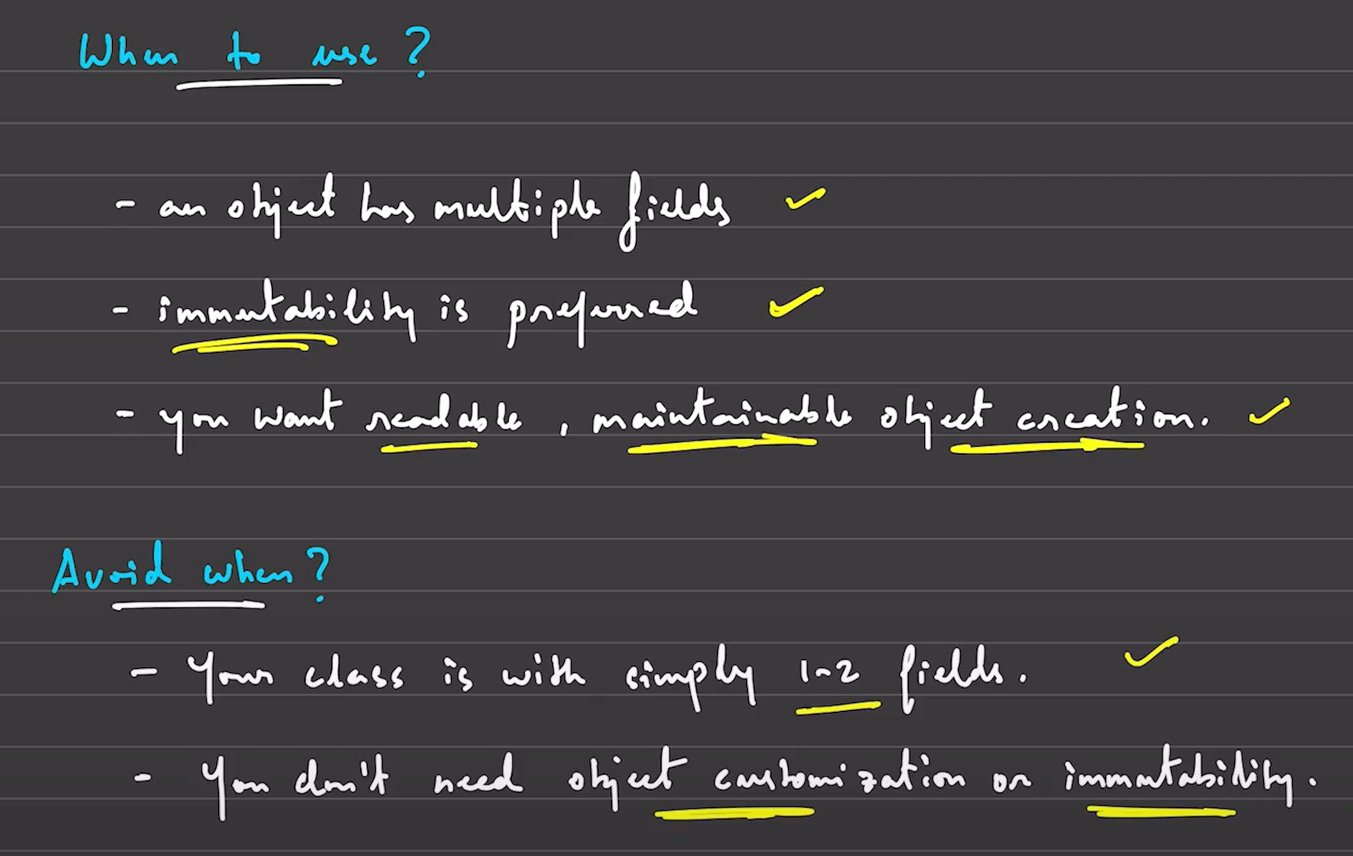 When to use?
- an object has multiple fields
- immutability is preferred
- you want readable, maintainable object creation.
Avoid when?
- Your class is with simply 1-2 fields.
- You don't need object customization or immutability.